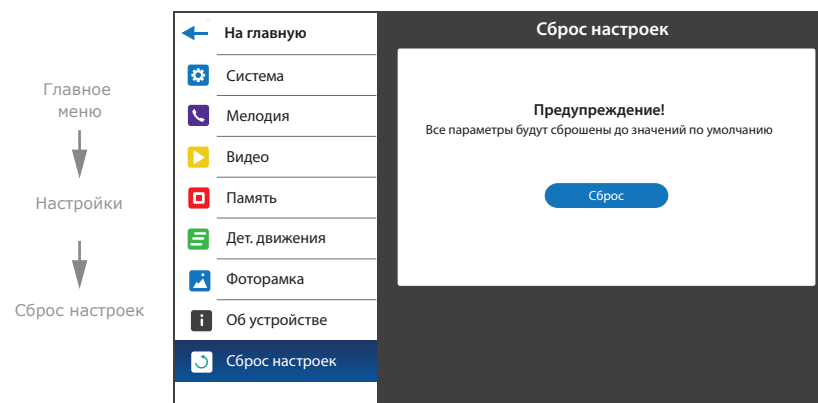 Главное
меню
Настройки
Сброс настроек
На главную
Система
Мелодия
Видео
Память
Дет. движения
Фоторамка
Об устройстве
Сброс настроек
Сброс настроек
Предупреждение!
Все параметры будут сброшены до значений по умолчанию
Сброс